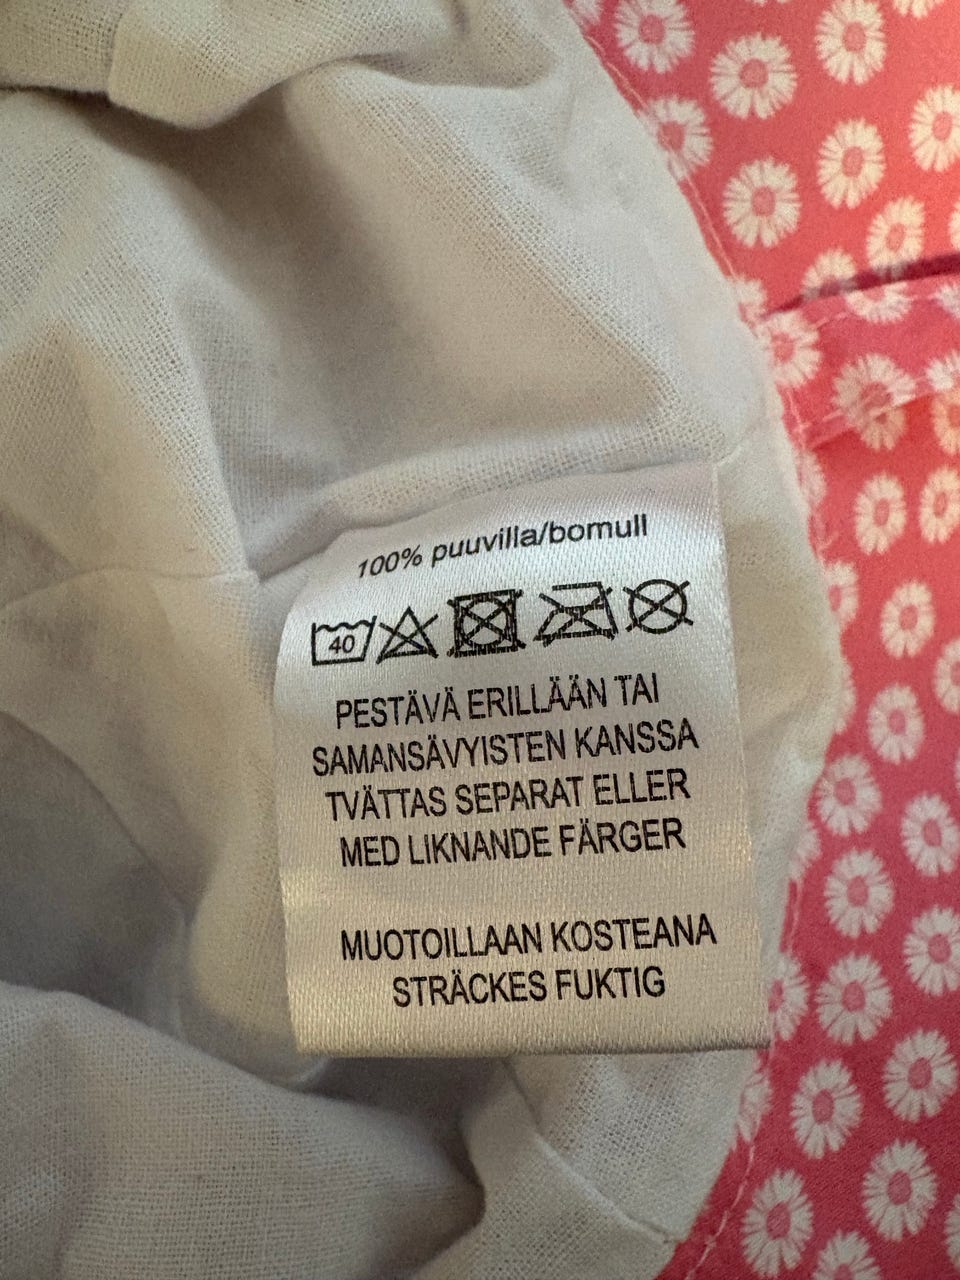 100% puuvilla/bomull
40
PESTÄVÄ ERILLÄÄN TAI
SAMANSÄVYISTEN KANSSA
TVÄTTAS SEPARAT ELLER
MED LIKNANDE FÄRGER
MUOTOILLAAN KOSTEANA
STRÄCKES FUKTIG